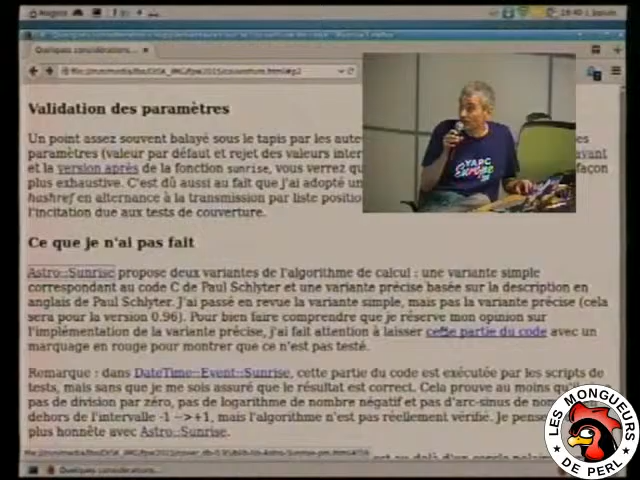 Quelques considérations...
Validation des paramètres
Un point assez souvent balayé sous le tapis par les
paramètres (valeur par défaut et rejet des valeurs
et la version après de la fonction sunrise, vous verrez
plus exhaustive. C'est dû aussi au fait que j'ai adopté
hashref en alternance à la transmission par liste
l'incitation due aux tests de couverture.
YAPC
Ce que je n'ai pas fait
Astro::Sunrise propose deux variantes de l'algorithme de calcul : une variante simple
correspondant au code C de Paul Schlyter et une variante précise basée sur la description en
anglais de Paul Schlyter. J'ai passé en revue la variante simple, mais pas la variante précise (cela
sera pour la version 0.96). Pour bien faire comprendre que je réserve mon opinion sur
l'implémentation de la variante précise, j'ai fait attention à laisser cette partie du code avec un
marquage en rouge pour montrer que ce n'est pas testé.
Remarque : dans DateTime::Event::Sunrise, cette partie du code est exécutée par les scripts de
tests, mais sans que je me sois assuré que le résultat est correct. Cela prouve au moins qu'il
pas de division par zéro, pas de logarithme de nombre négatif et pas d'arc-sinus de
dehors de l'intervalle -1 -->+1, mais l'algorithme n'est pas réellement vérifié. Je
plus honnête avec Astro::Sunrise.
Quelques considérations...
LES MONGUEURS
DE PERL